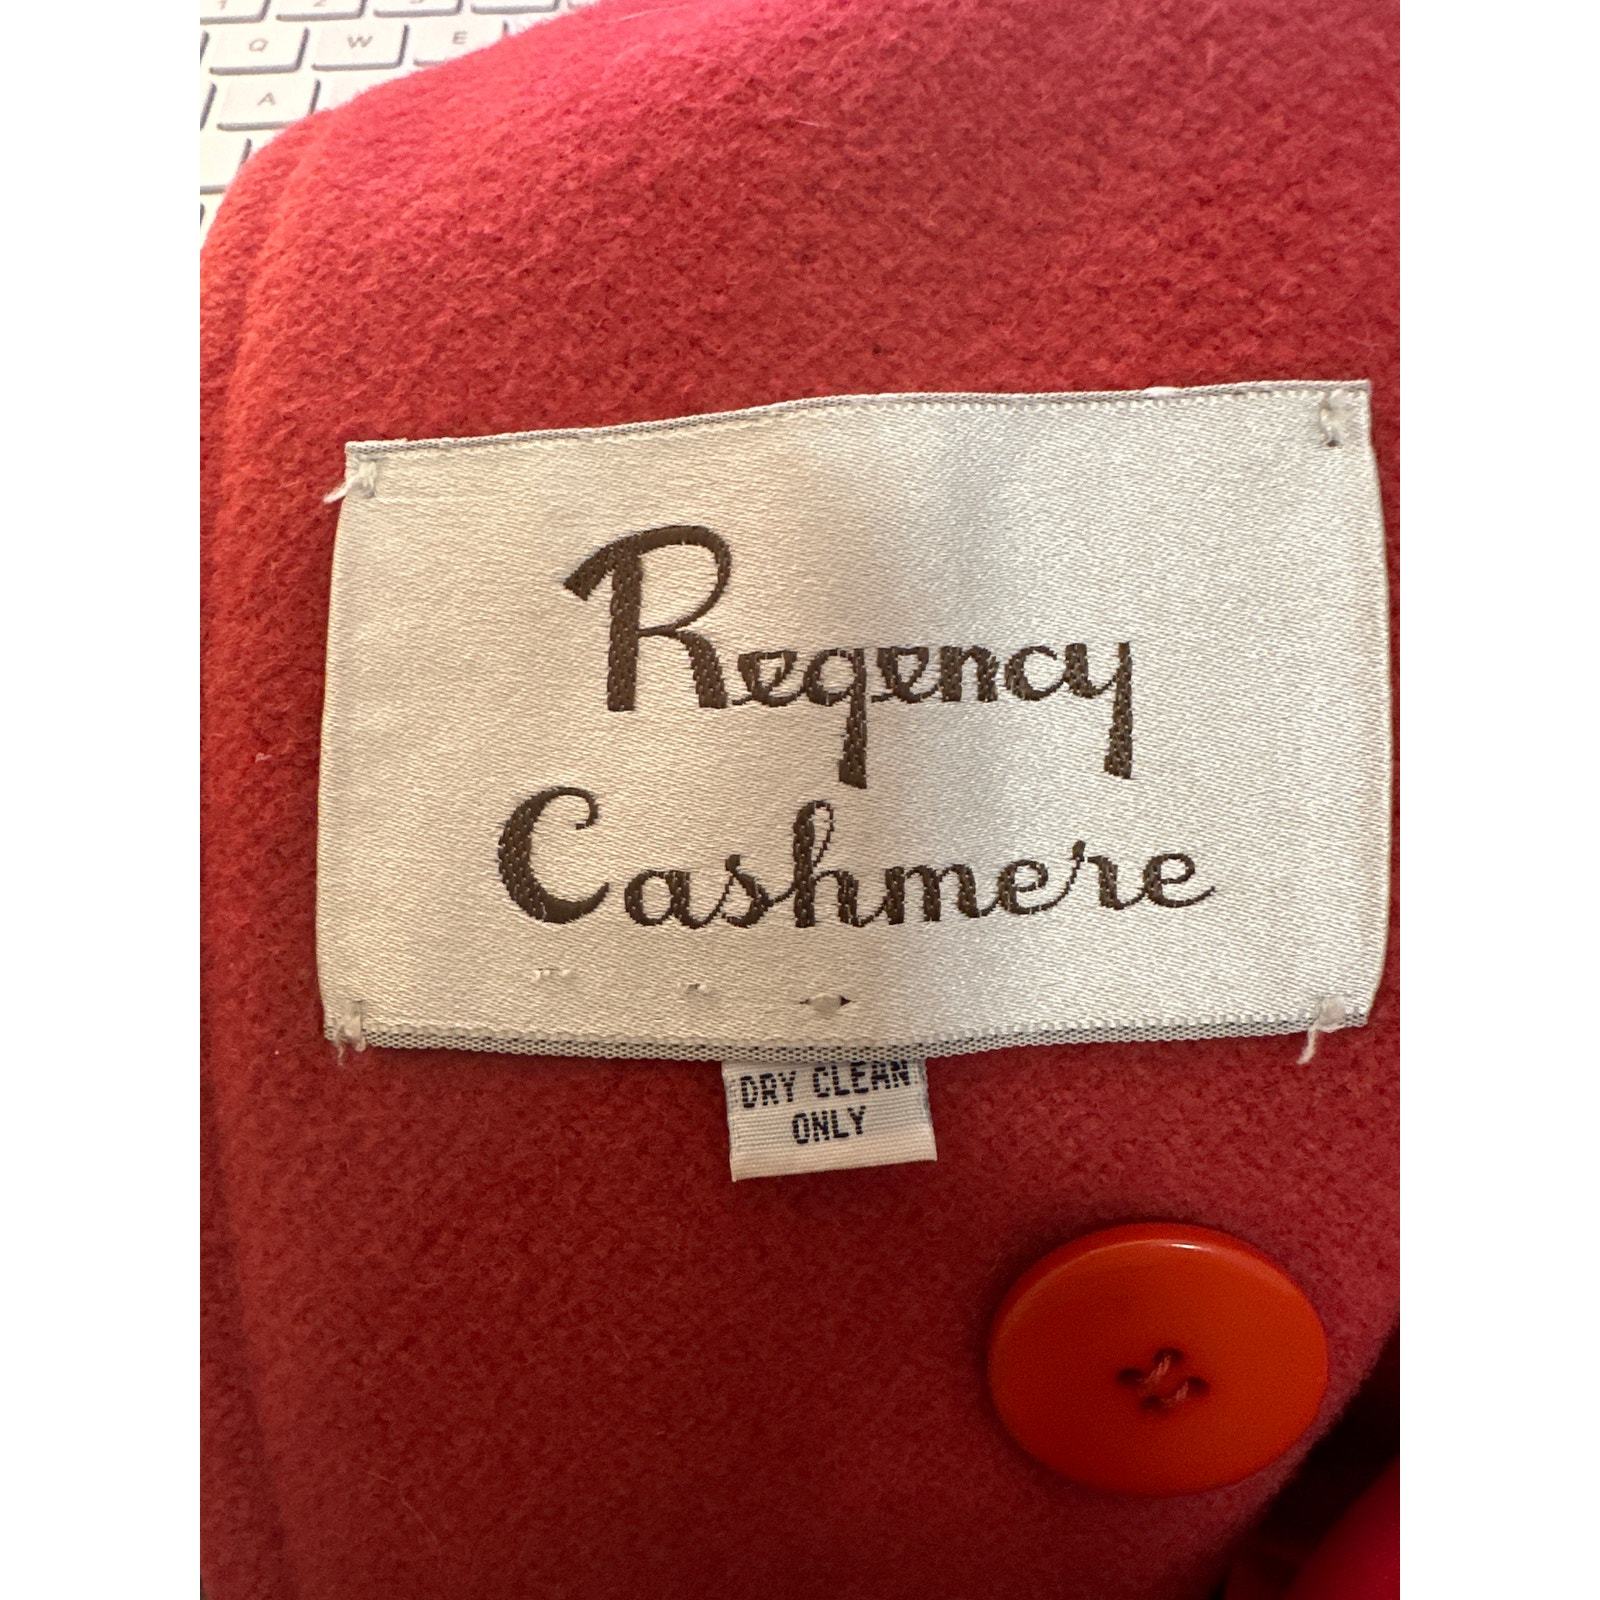 Q W E
A
Regency
Cashmere
DRY CLEAN
ONLY